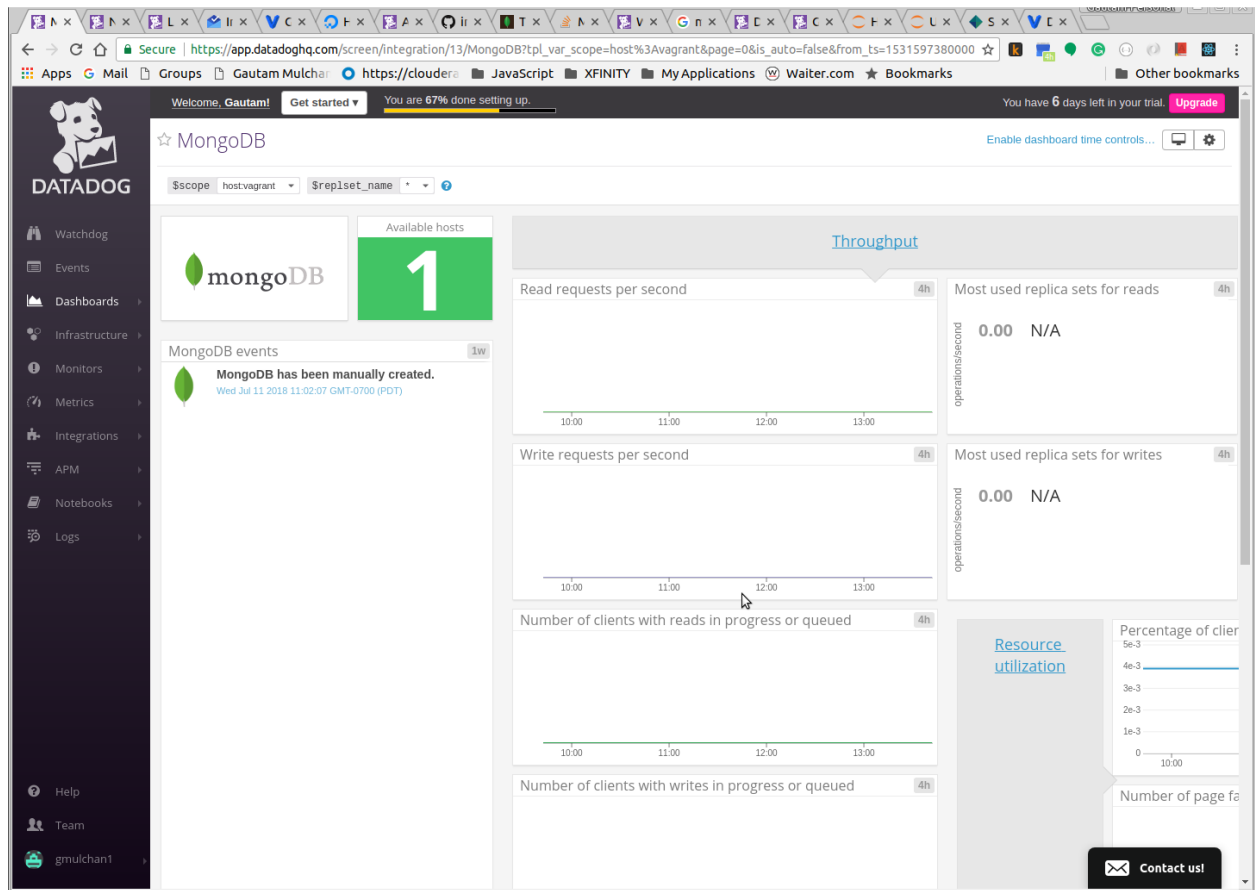 Secure | https://app.datadoghq.com/screen/integration/13/MongoDB?tpl_var_scope=host%3Avagrant&page=0&is_auto=false&from_ts=1531597380000
Apps G Mail Groups Gautam Mulchar https://cloudera JavaScript XFINITY My Applications Waiter.com Bookmarks Other bookmarks
Welcome, Gautam! Get started ▾ You are 67% done setting up. You have 6 days left in your trial. Upgrade
DATADOG
MongoDB
Enable dashboard time controls…
$scope host:vagrant $replset_name * ?
Watchdog
Events
Dashboards
Infrastructure
Monitors
Metrics
Integrations
APM
Notebooks
Logs
Help
Team
gmulchan1
mongoDB
Available hosts
1
MongoDB events 1w
MongoDB has been manually created.
Wed Jul 11 2018 11:02:07 GMT-0700 (PDT)
Throughput
Read requests per second 4h
10:00 11:00 12:00 13:00
Most used replica sets for reads 4h
operations/second
0.00 N/A
Write requests per second 4h
10:00 11:00 12:00 13:00
Most used replica sets for writes 4h
operations/second
0.00 N/A
Number of clients with reads in progress or queued 4h
10:00 11:00 12:00 13:00
Number of clients with writes in progress or queued 4h
Resource
utilization
Percentage of clier
5e-3
4e-3
3e-3
2e-3
1e-3
0
10:00
Number of page fa
Contact us!